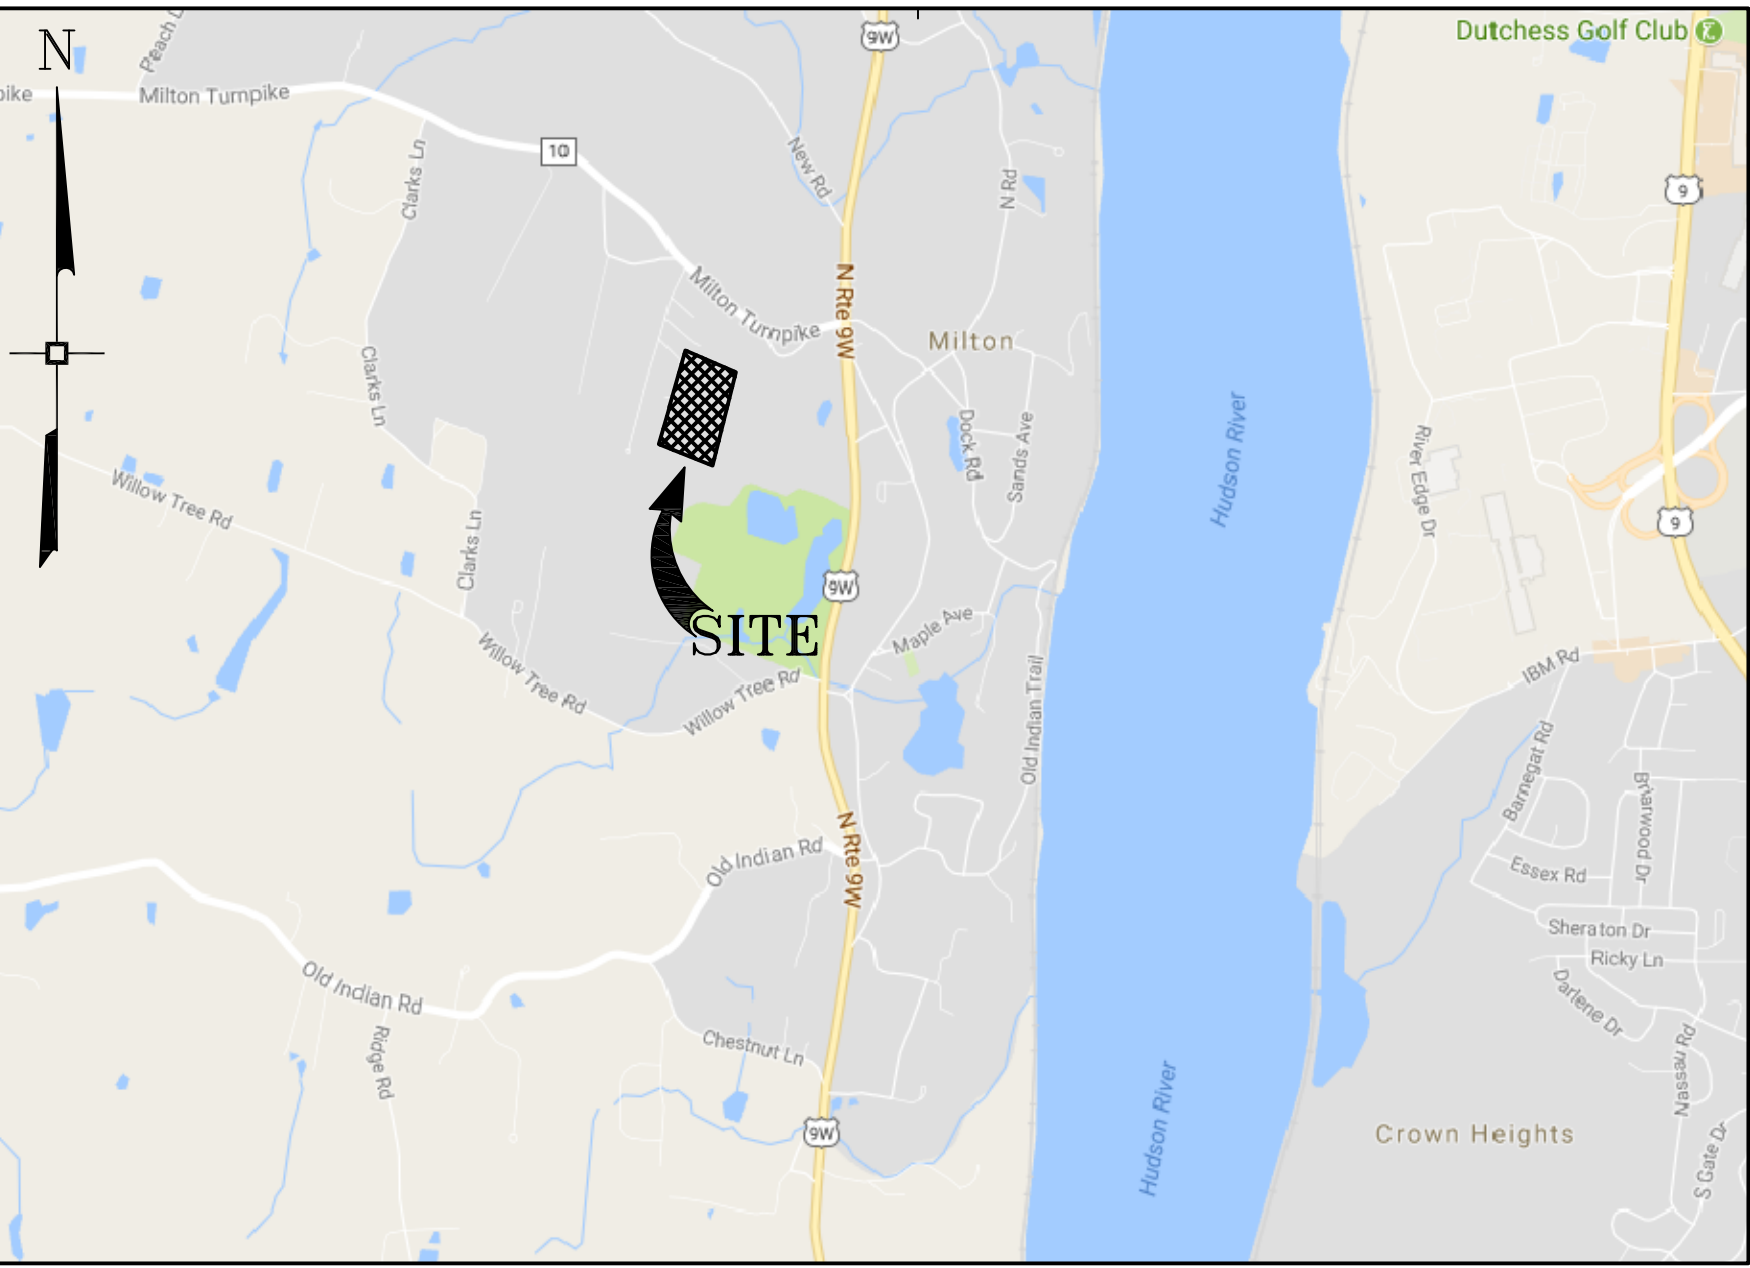 Dutchess Golf Club
N
9W
Peach
Milton Turnpike
10
Clarks Ln
New Rd
N Rd
9
N Rte 9W
Milton Turnpike
Milton
Clarks Ln
Dock Rd
Sands Ave
Hudson River
River Edge Dr
Willow Tree Rd
Clarks Ln
9
9W
SITE
Maple Ave
Willow Tree Rd
Willow Tree Rd
Old Indian Trail
IBM Rd
Barnegat Rd
Briarwood Dr
N Rte 9W
Old Indian Rd
Essex Rd
Sheraton Dr
Ricky Ln
Darlene Dr
Old Indian Rd
Ridge Rd
Chestnut Ln
Nassau Rd
Hudson River
9W
Crown Heights
S Gate Dr